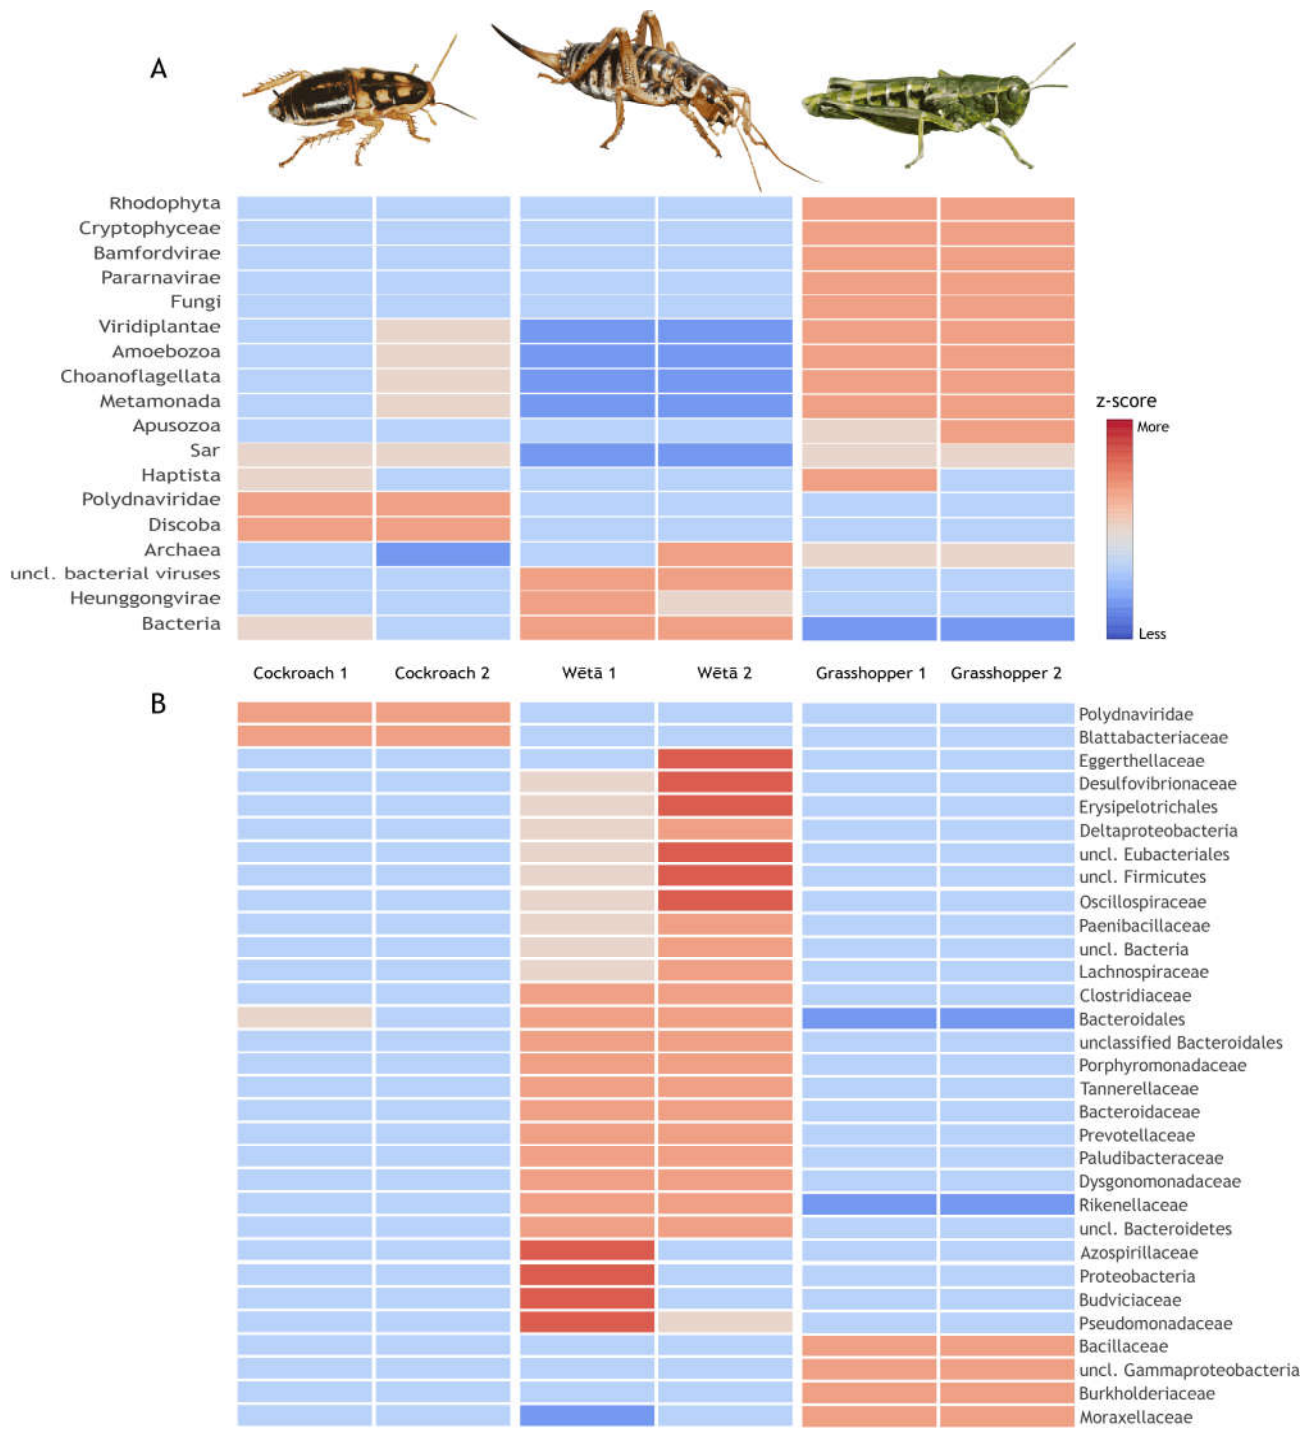 A
Rhodophyta
Cryptophyceae
Bamfordvirae
Pararnavirae
Fungi
Viridiplantae
Amoebozoa
Choanoflagellata
Metamonada
Apusozoa
Sar
Haptista
Polydnaviridae
Discoba
Archaea
uncl. bacterial viruses
Heunggongvirae
Bacteria
z-score
More
Less
Cockroach 1 Cockroach 2 Wētā 1 Wētā 2 Grasshopper 1 Grasshopper 2
B
Polydnaviridae
Blattabacteriaceae
Eggerthellaceae
Desulfovibrionaceae
Erysipelotrichales
Deltaproteobacteria
uncl. Eubacteriales
uncl. Firmicutes
Oscillospiraceae
Paenibacillaceae
uncl. Bacteria
Lachnospiraceae
Clostridiaceae
Bacteroidales
unclassified Bacteroidales
Porphyromonadaceae
Tannerellaceae
Bacteroidaceae
Prevotellaceae
Paludibacteraceae
Dysgonomonadaceae
Rikenellaceae
uncl. Bacteroidetes
Azospirillaceae
Proteobacteria
Budviciaceae
Pseudomonadaceae
Bacillaceae
uncl. Gammaproteobacteria
Burkholderiaceae
Moraxellaceae